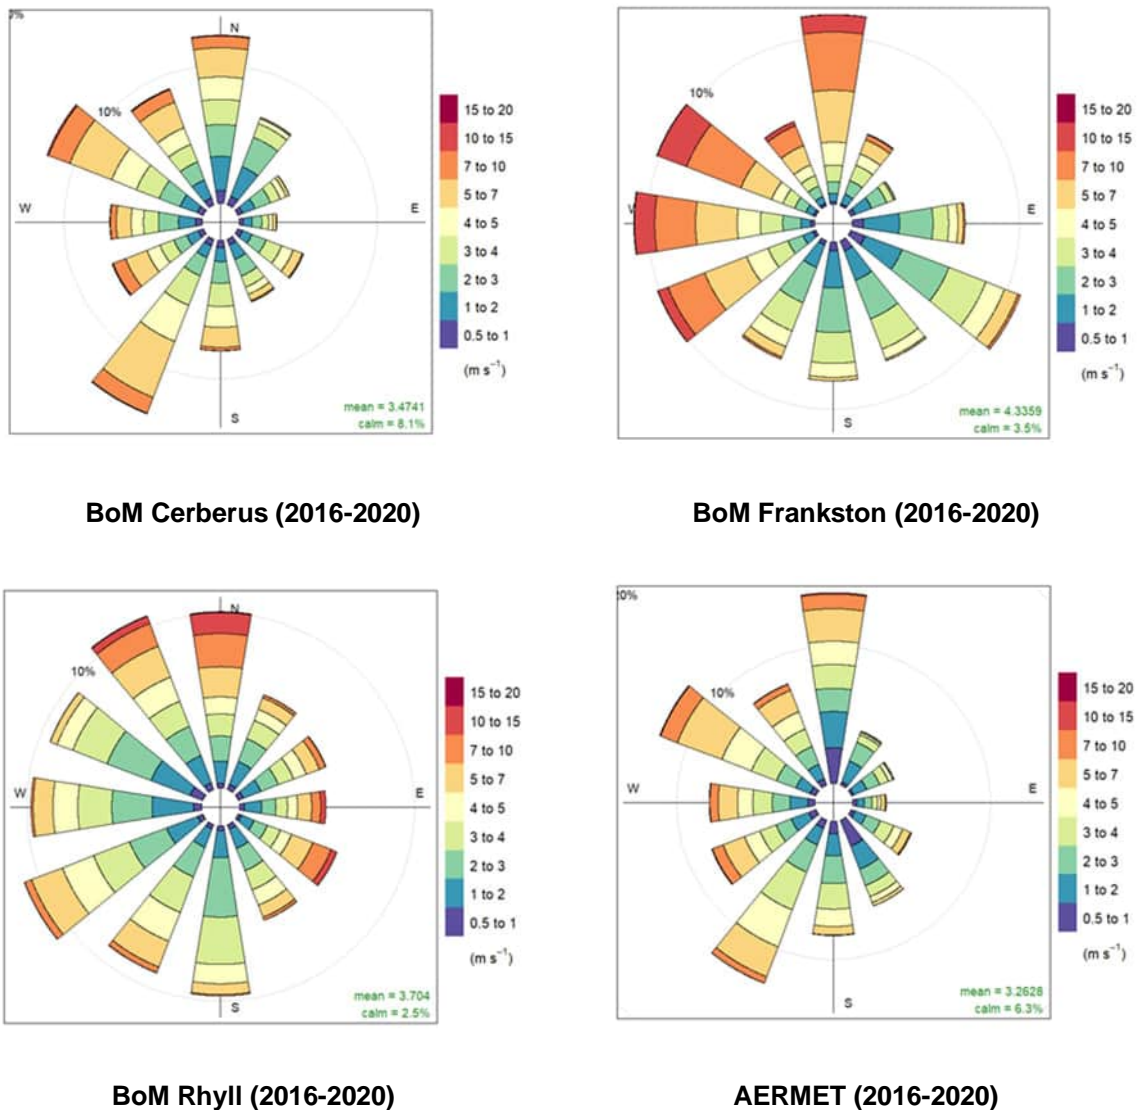 N
10%
W
E
S
mean = 3.4741
calm = 8.1%
15 to 20
10 to 15
7 to 10
5 to 7
4 to 5
3 to 4
2 to 3
1 to 2
0.5 to 1
(m s⁻¹)
10%
E
S
mean = 4.3359
calm = 3.5%
15 to 20
10 to 15
7 to 10
5 to 7
4 to 5
3 to 4
2 to 3
1 to 2
0.5 to 1
(m s⁻¹)
BoM Cerberus (2016-2020)
BoM Frankston (2016-2020)
N
10%
W
E
S
mean = 3.704
calm = 2.5%
15 to 20
10 to 15
7 to 10
5 to 7
4 to 5
3 to 4
2 to 3
1 to 2
0.5 to 1
(m s⁻¹)
10%
W
E
S
mean = 3.2628
calm = 6.3%
15 to 20
10 to 15
7 to 10
5 to 7
4 to 5
3 to 4
2 to 3
1 to 2
0.5 to 1
(m s⁻¹)
BoM Rhyll (2016-2020)
AERMET (2016-2020)